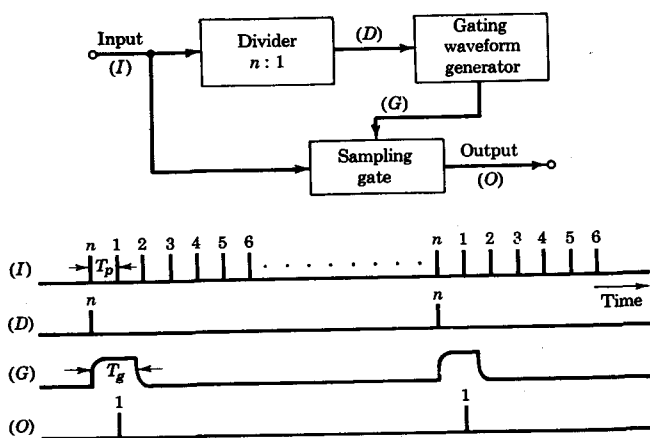 Input
(I)
Divider
n : 1
(D)
Gating
waveform
generator
(G)
Sampling
gate
Output
(O)
(I)
n 1 2 3 4 5 6 n 1 2 3 4 5 6
T_p
Time
(D)
n n
(G)
T_g
(O)
1 1